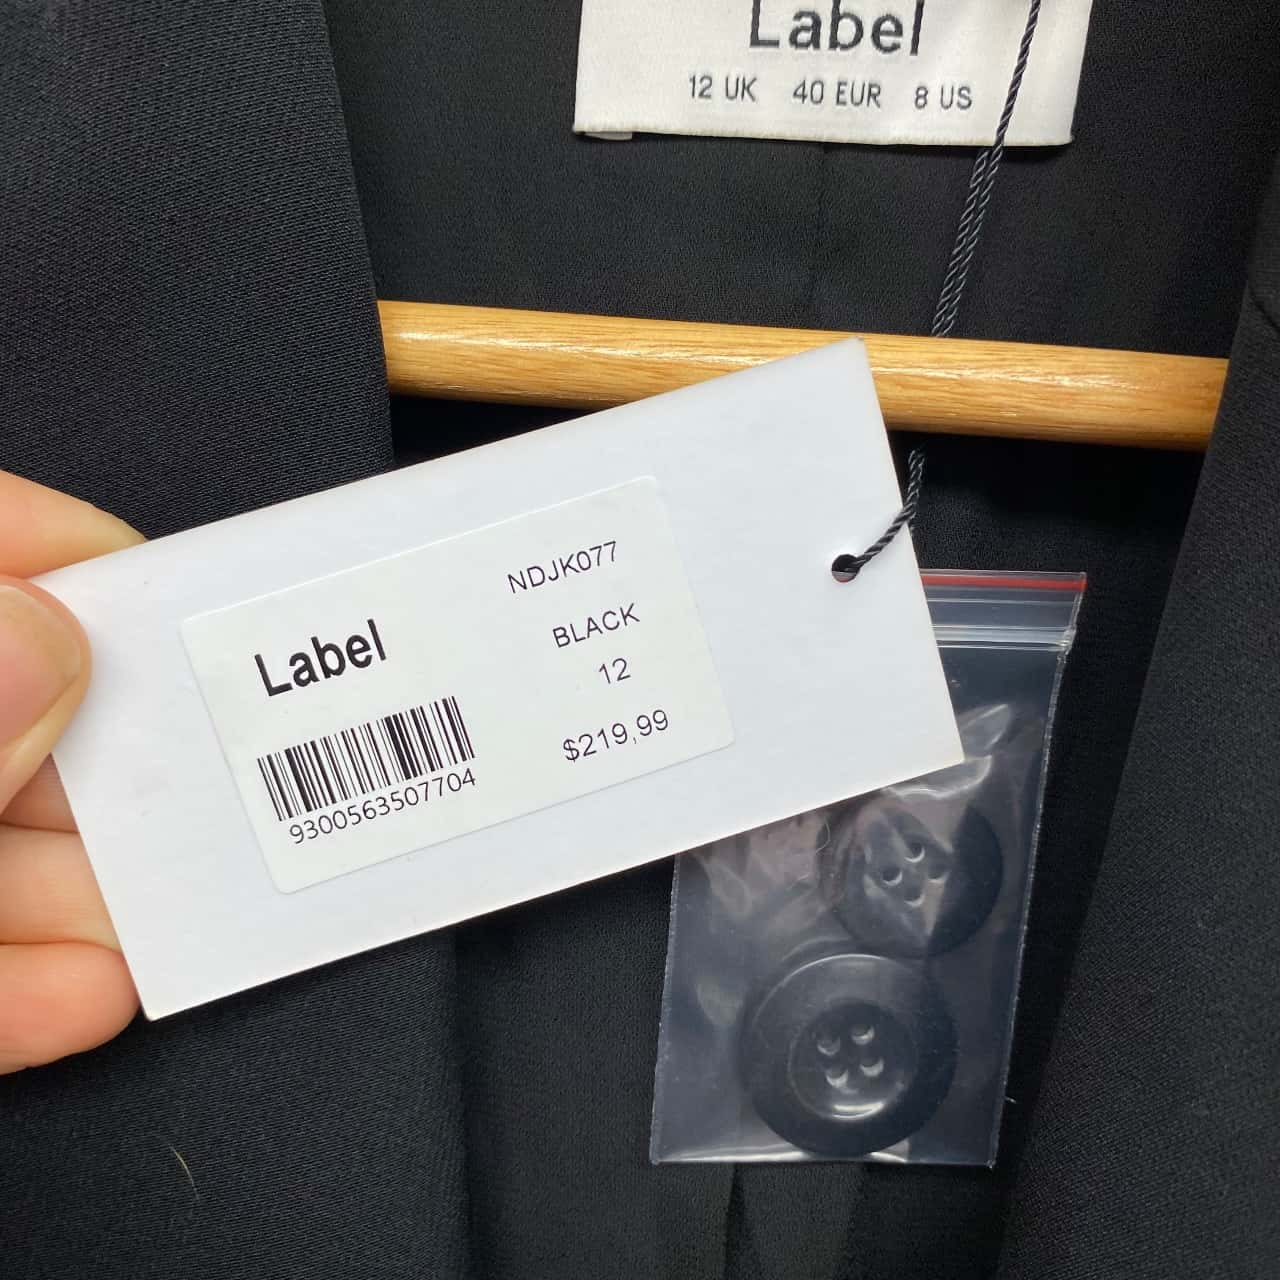 Label
12 UK 40 EUR 8 US
NDJK077
Label
BLACK
12
$219,99
9300563507704